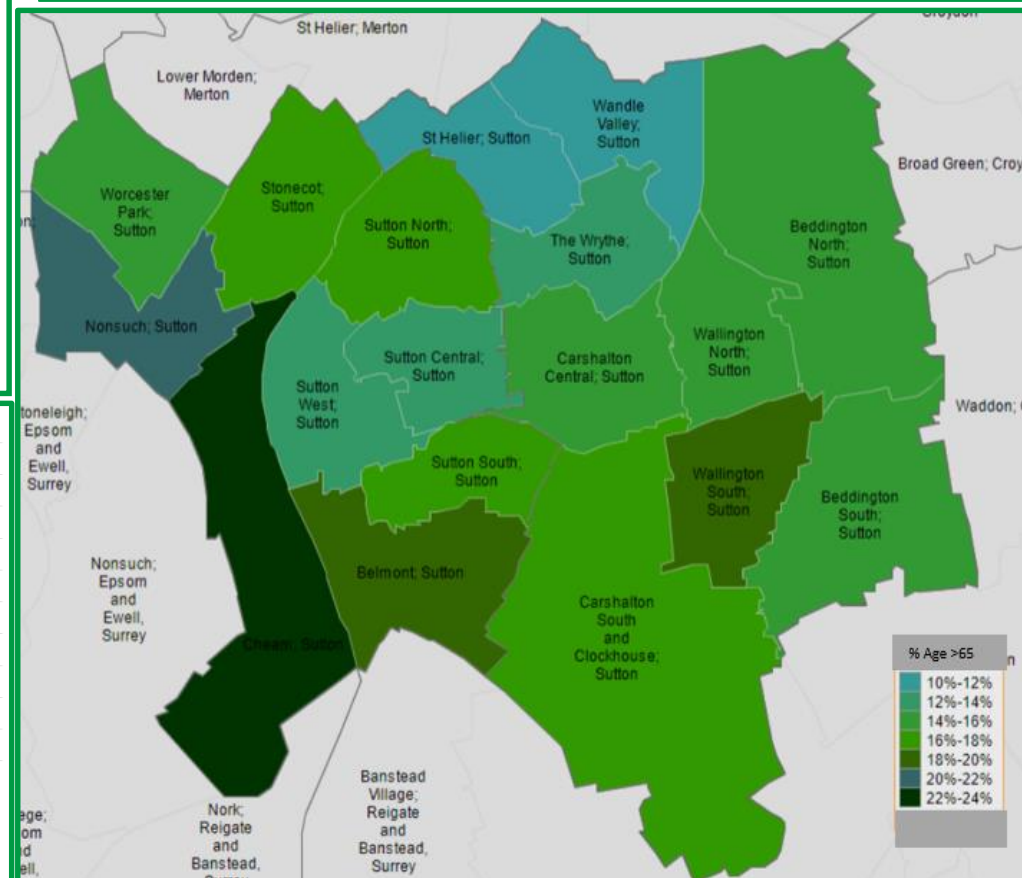 St Helier; Merton
Croydon
Lower Morden;
Merton
Wandle
Valley;
Sutton
St Helier; Sutton
Broad Green; Croy
Worcester
Park;
Sutton
Stonecot;
Sutton
Sutton North;
Sutton
The Wrythe;
Sutton
Beddington
North;
Sutton
Nonsuch; Sutton
Sutton Central;
Sutton
Carshalton
Central; Sutton
Wallington
North;
Sutton
Sutton
West;
Sutton
toneleigh;
Epsom
and
Ewell,
Surrey
Waddon;
Sutton South;
Sutton
Wallington
South;
Sutton
Beddington
South;
Sutton
Nonsuch;
Epsom
and
Ewell,
Surrey
Belmont; Sutton
Carshalton
South
and
Clockhouse;
Sutton
Cheam; Sutton
% Age >65
10%-12%
12%-14%
14%-16%
16%-18%
18%-20%
20%-22%
22%-24%
Banstead
Village;
Reigate
and
Banstead,
Surrey
Nork;
Reigate
and
Banstead,
ege;
om
d
ell,